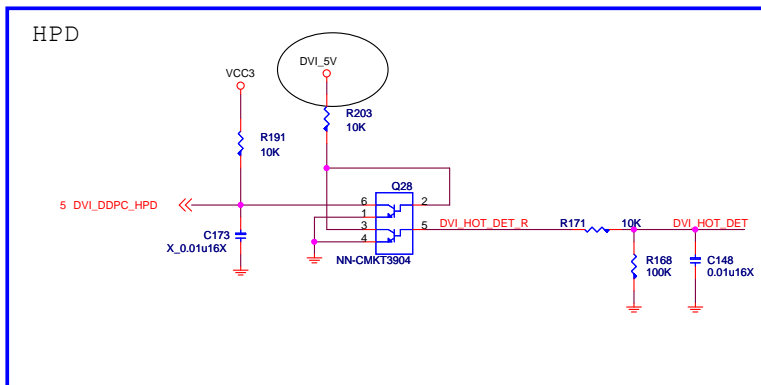 HPD
VCC3
DVI_5V
R203
10K
R191
10K
Q28
5 DVI_DDPC_HPD
6
2
1
3
5
4
DVI_HOT_DET_R
R171
10K
DVI_HOT_DET
C173
X_0.01u16X
NN-CMKT3904
R168
100K
C148
0.01u16X